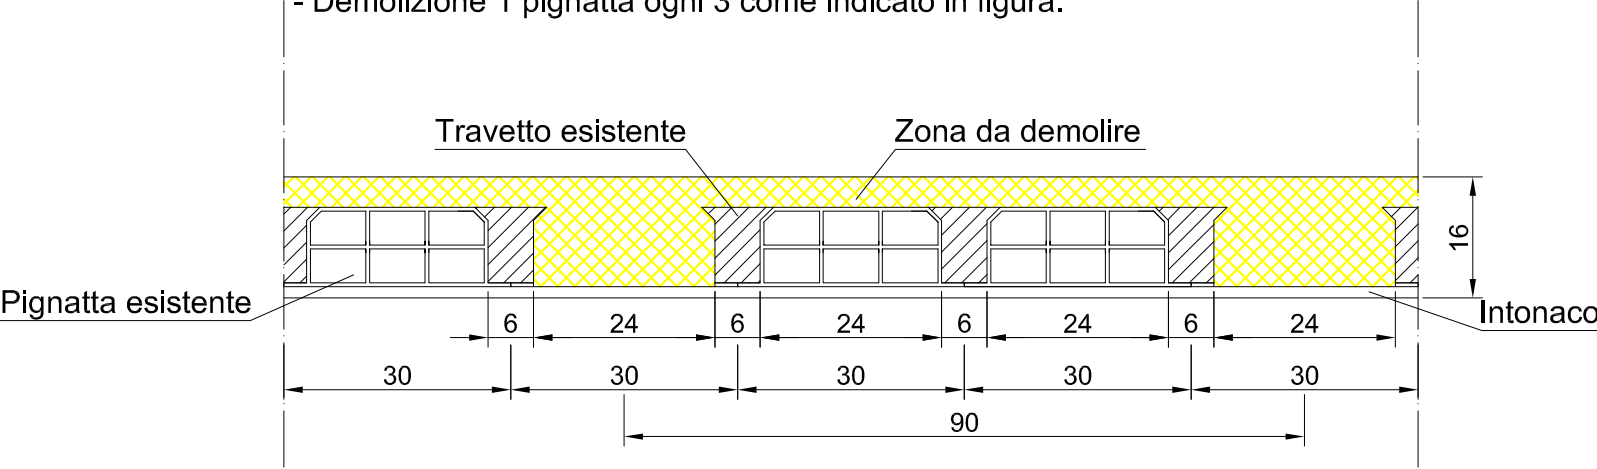 - Demolizione 1 pignatta ogni 3 come indicato in figura.
Travetto esistente
Zona da demolire
16
Pignatta esistente
Intonaco
6 24 6 24 6 24 6 24
30 30 30 30 30
90